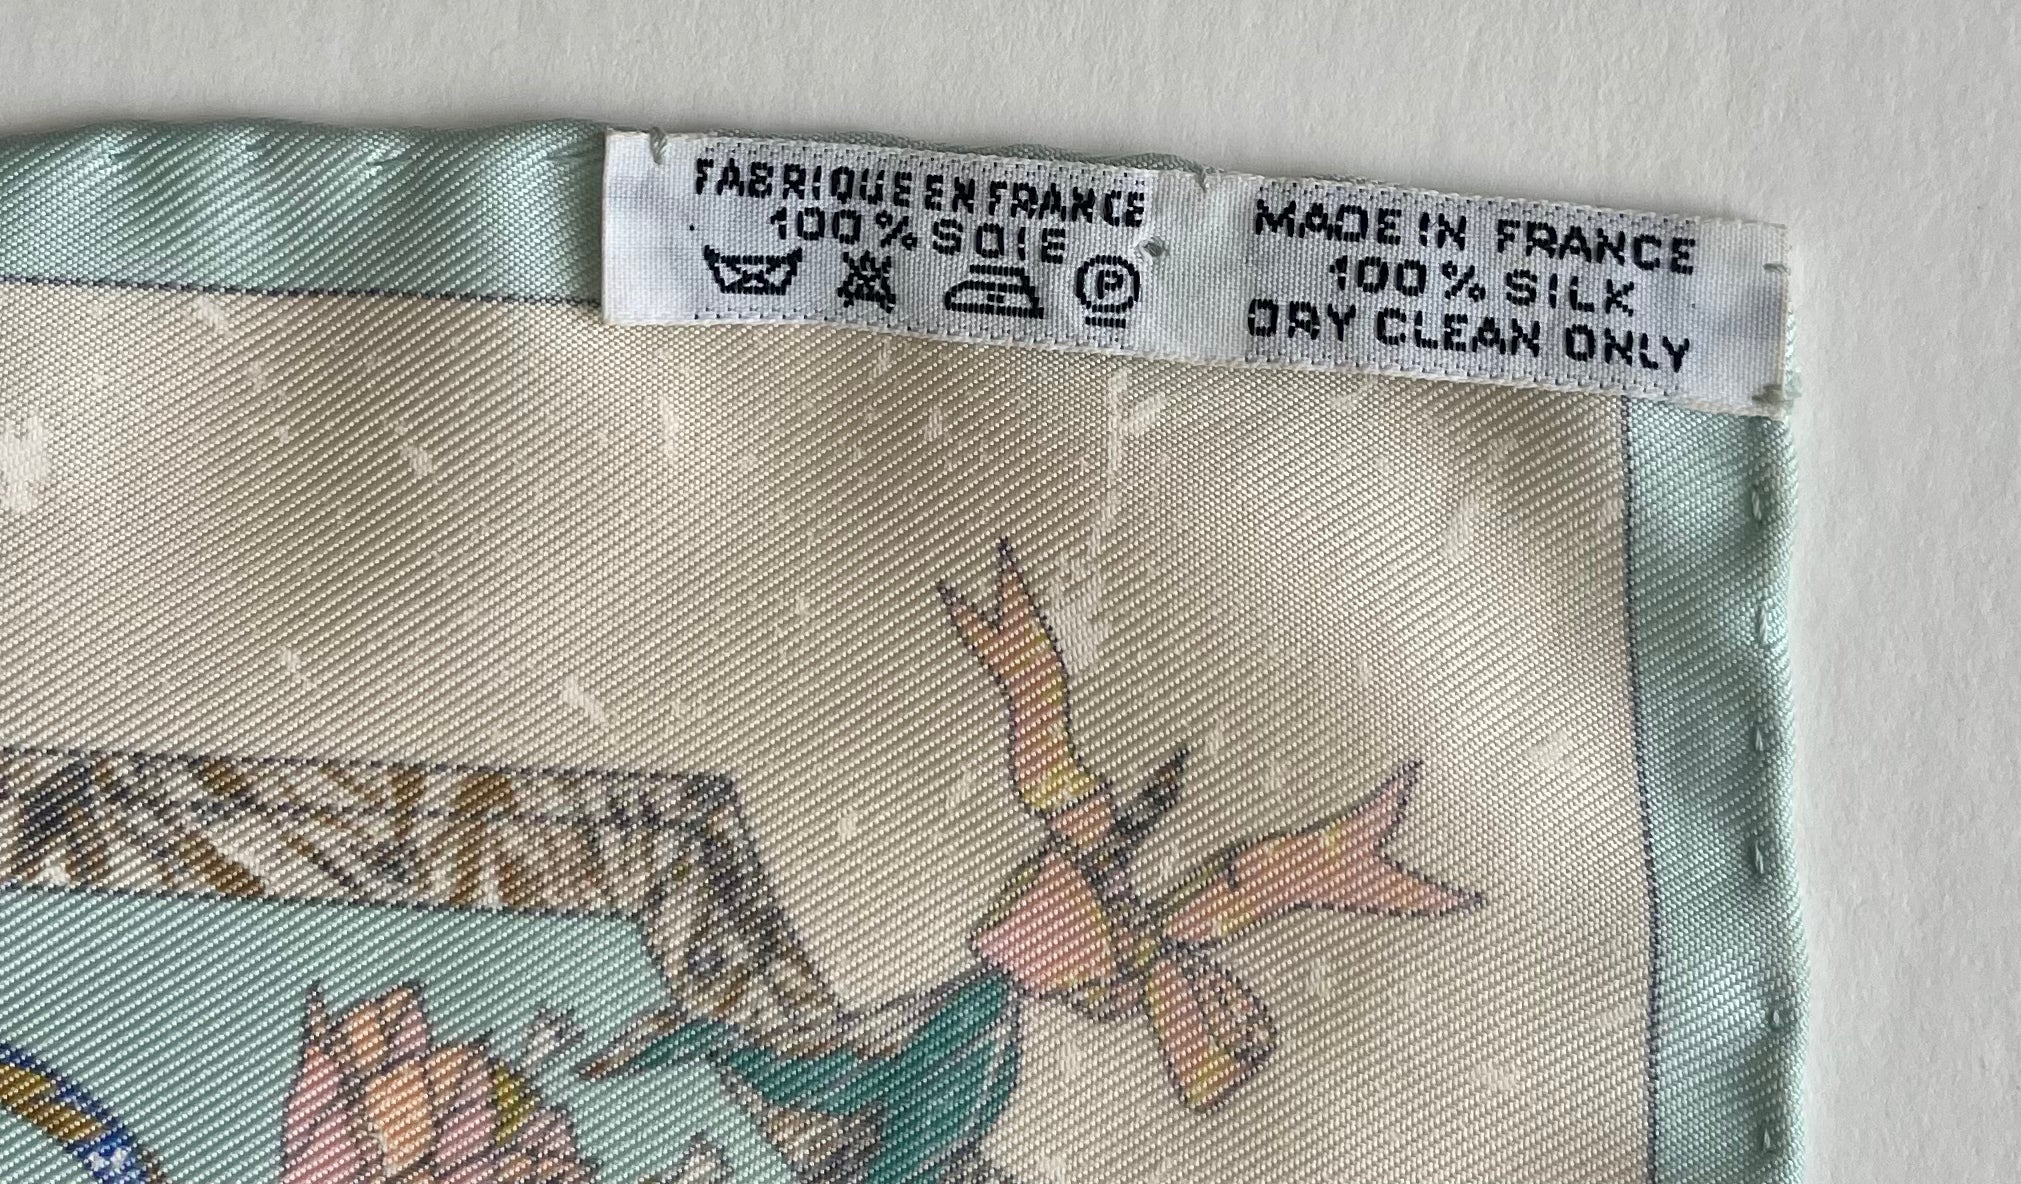 FABRIQUE EN FRANCE
100% SOIE
P
MADE IN FRANCE
100% SILK
DRY CLEAN ONLY